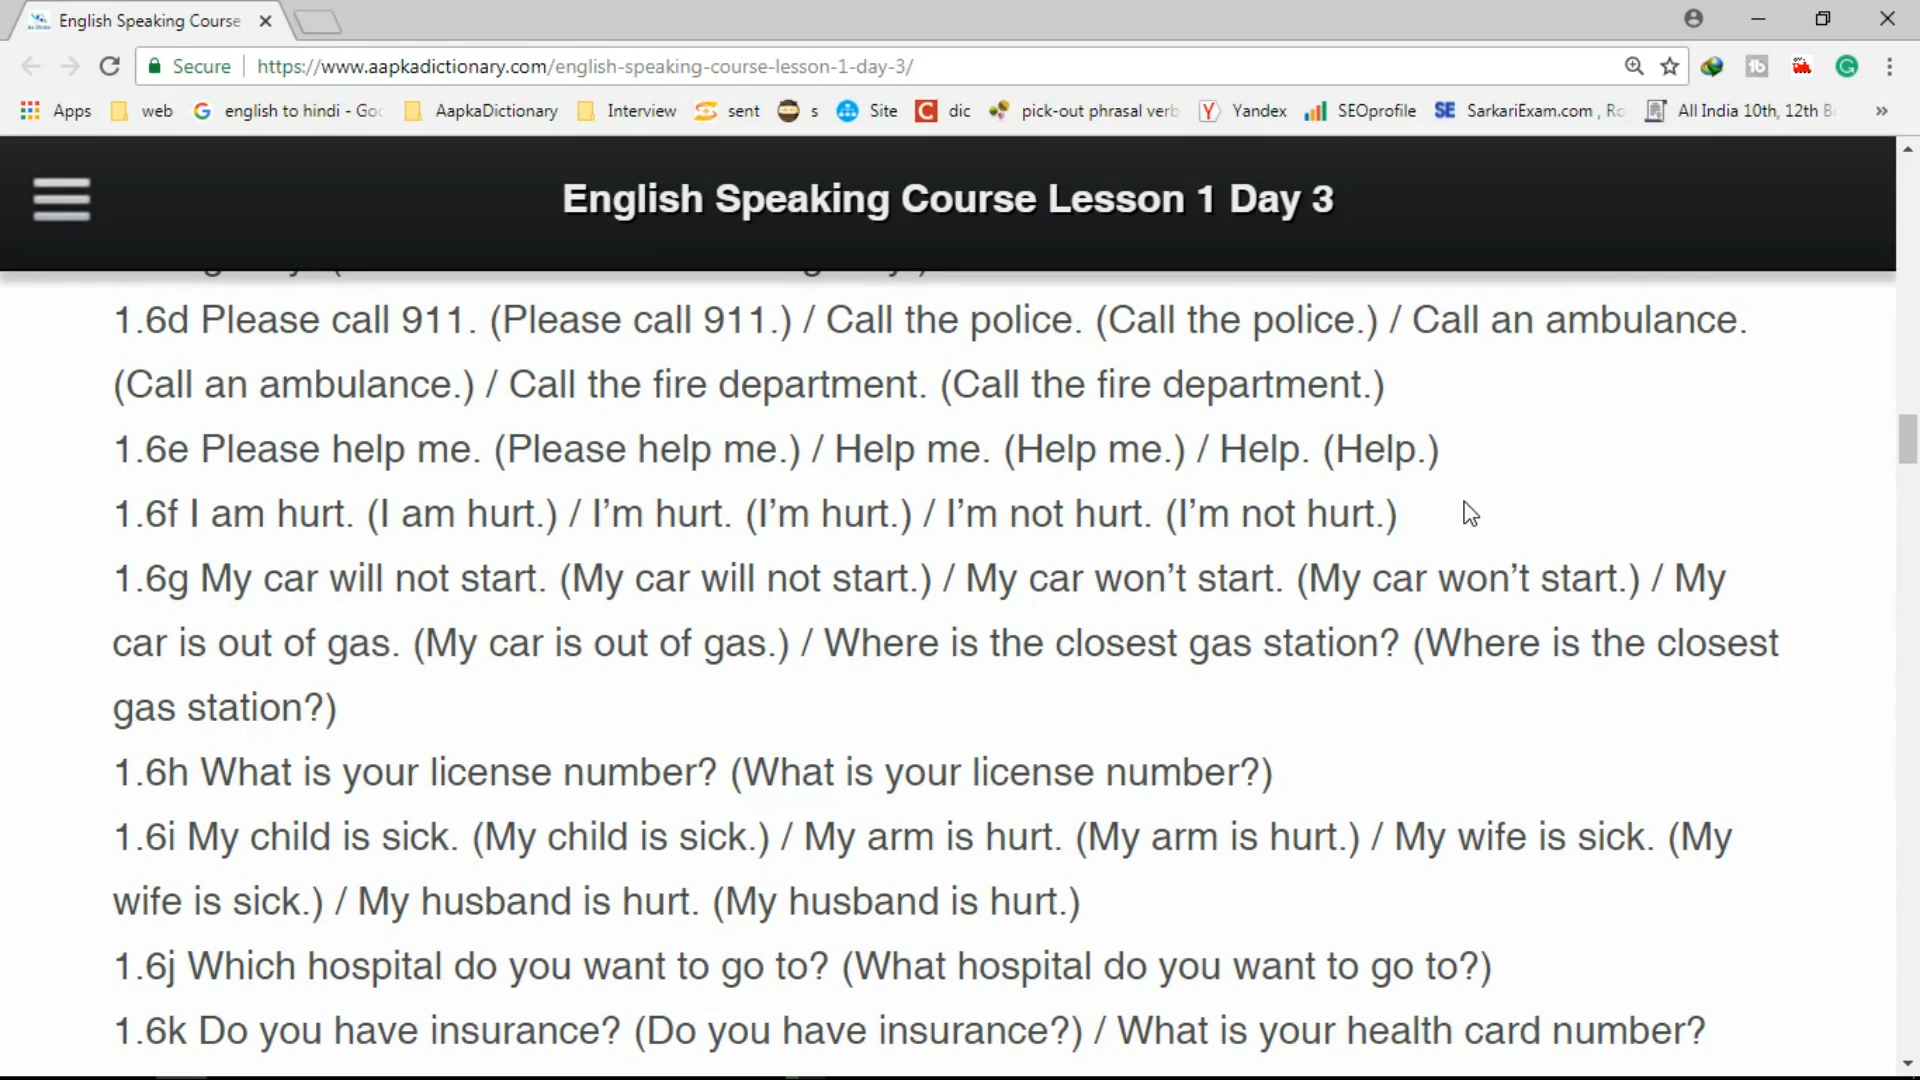 English Speaking Course
Secure https://www.aapkadictionary.com/english-speaking-course-lesson-1-day-3/
Apps web english to hindi - Goo AapkaDictionary Interview sent s Site dic pick-out phrasal verb Yandex SEOprofile SarkariExam.com , Ro All India 10th, 12th B »
English Speaking Course Lesson 1 Day 3
1.6d Please call 911. (Please call 911.) / Call the police. (Call the police.) / Call an ambulance.
(Call an ambulance.) / Call the fire department. (Call the fire department.)
1.6e Please help me. (Please help me.) / Help me. (Help me.) / Help. (Help.)
1.6f I am hurt. (I am hurt.) / I’m hurt. (I’m hurt.) / I’m not hurt. (I’m not hurt.)
1.6g My car will not start. (My car will not start.) / My car won’t start. (My car won’t start.) / My
car is out of gas. (My car is out of gas.) / Where is the closest gas station? (Where is the closest
gas station?)
1.6h What is your license number? (What is your license number?)
1.6i My child is sick. (My child is sick.) / My arm is hurt. (My arm is hurt.) / My wife is sick. (My
wife is sick.) / My husband is hurt. (My husband is hurt.)
1.6j Which hospital do you want to go to? (What hospital do you want to go to?)
1.6k Do you have insurance? (Do you have insurance?) / What is your health card number?